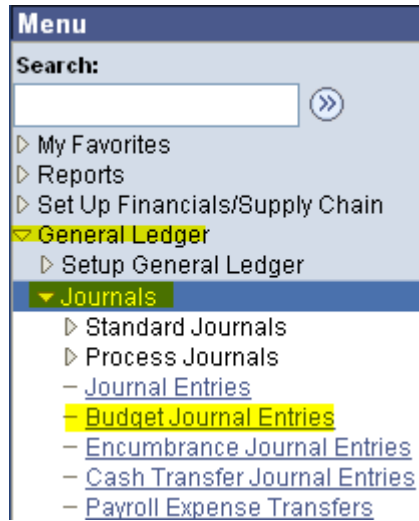 Menu
Search:
My Favorites
Reports
Set Up Financials/Supply Chain
General Ledger
Setup General Ledger
Journals
Standard Journals
Process Journals
Journal Entries
Budget Journal Entries
Encumbrance Journal Entries
Cash Transfer Journal Entries
Payroll Expense Transfers